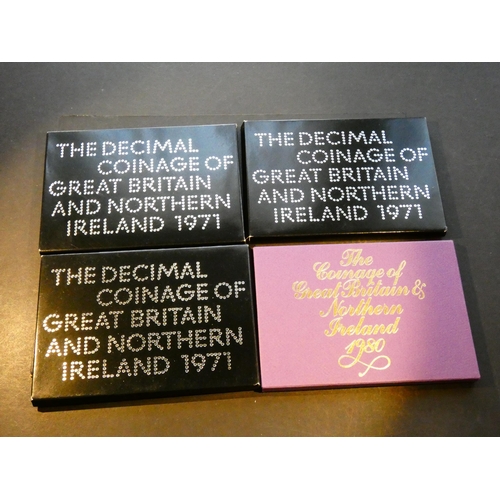 THE DECIMAL
COINAGE OF
GREAT BRITAIN
AND NORTHERN
IRELAND 1971
THE DECIMAL
COINAGE OF
GREAT BRITAIN
AND NORTHERN
IRELAND 1971
THE DECIMAL
COINAGE OF
GREAT BRITAIN
AND NORTHERN
IRELAND 1971
The
Coinage of
Great Britain &
Northern
Ireland
1980